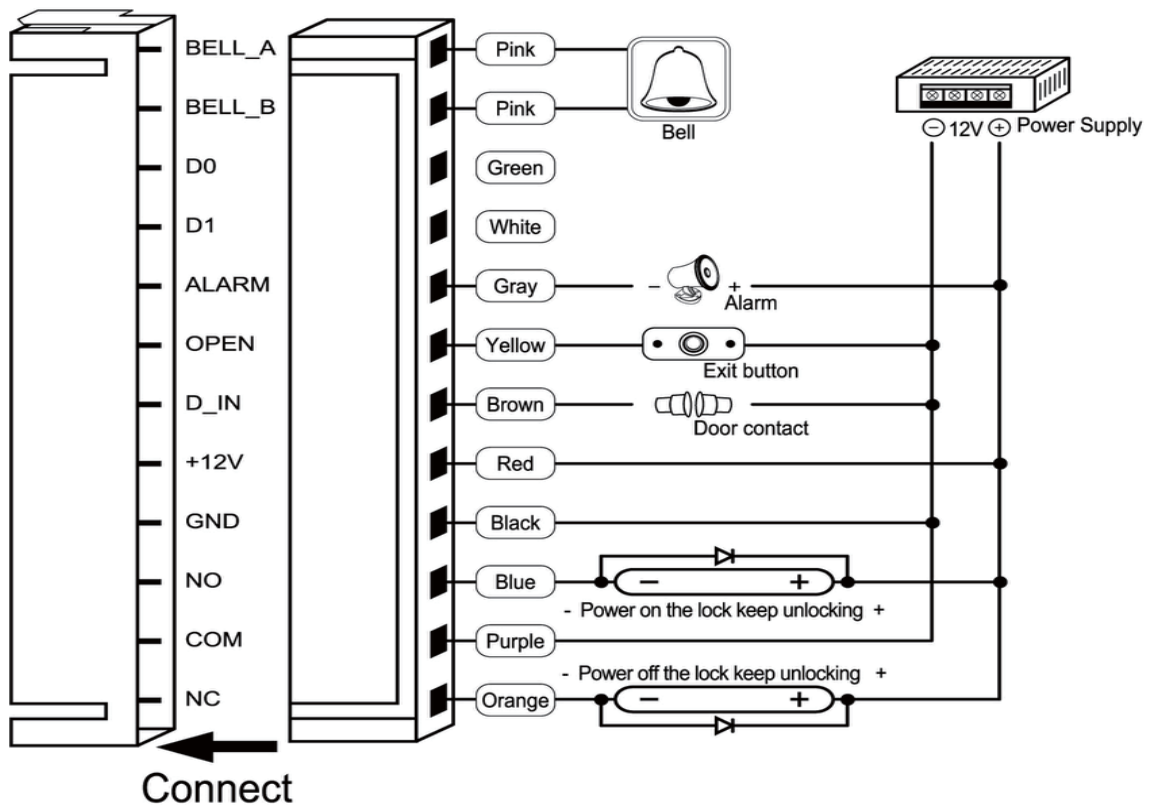 BELL_A
Pink
BELL_B
Pink
Bell
⊖ 12V ⊕ Power Supply
D0
Green
D1
White
ALARM
Gray
- +
Alarm
OPEN
Yellow
Exit button
D_IN
Brown
Door contact
+12V
Red
GND
Black
NO
Blue
- +
- Power on the lock keep unlocking +
COM
Purple
- Power off the lock keep unlocking +
NC
Orange
- +
Connect